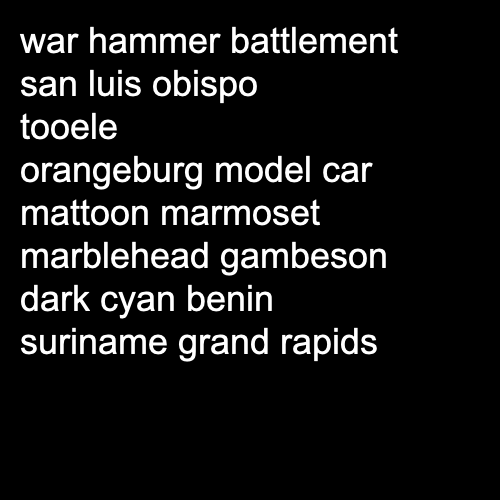 war hammer battlement
san luis obispo
tooele
orangeburg model car
mattoon marmoset
marblehead gambeson
dark cyan benin
suriname grand rapids